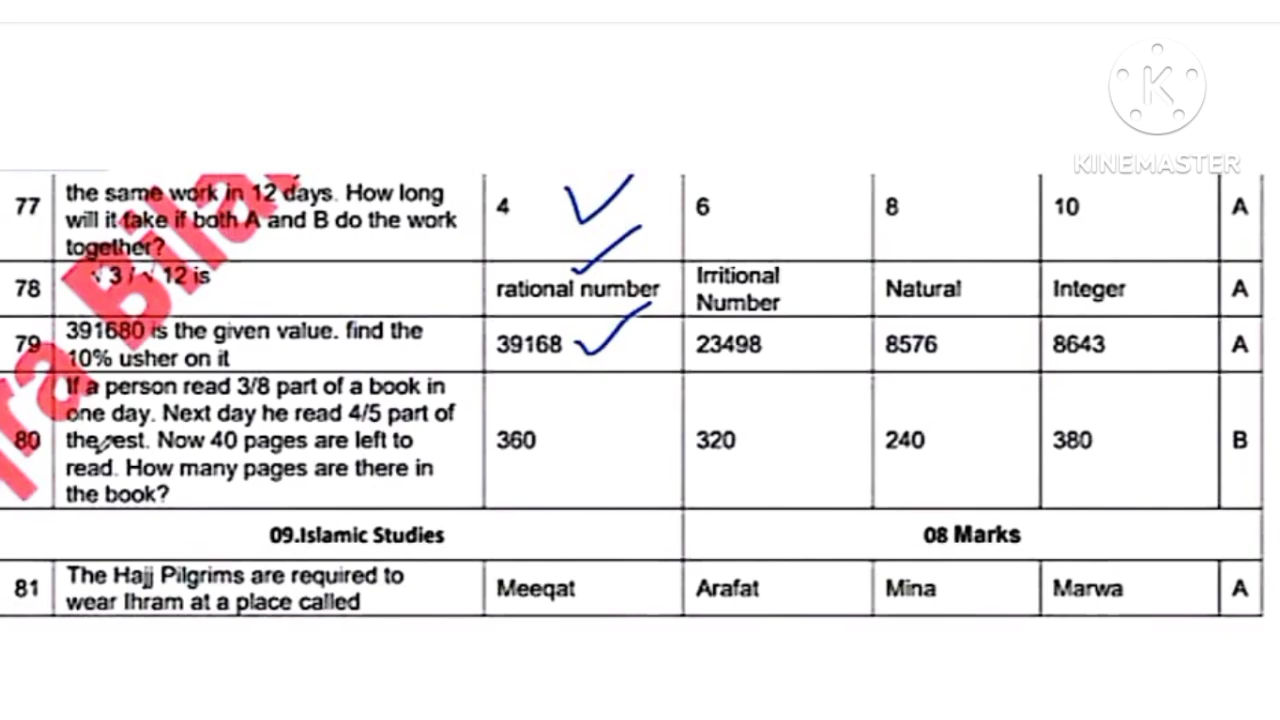 KINEMASTER
77 the same work in 12 days. How long will it take if both A and B do the work together? 4 6 8 10 A
78 √3 / √ 12 is rational number Irritional Number Natural Integer A
79 391680 is the given value. find the 10% usher on it 39168 23498 8576 8643 A
80 If a person read 3/8 part of a book in one day. Next day he read 4/5 part of the rest. Now 40 pages are left to read. How many pages are there in the book? 360 320 240 380 B
09.Islamic Studies 08 Marks
81 The Hajj Pilgrims are required to wear Ihram at a place called Meeqat Arafat Mina Marwa A